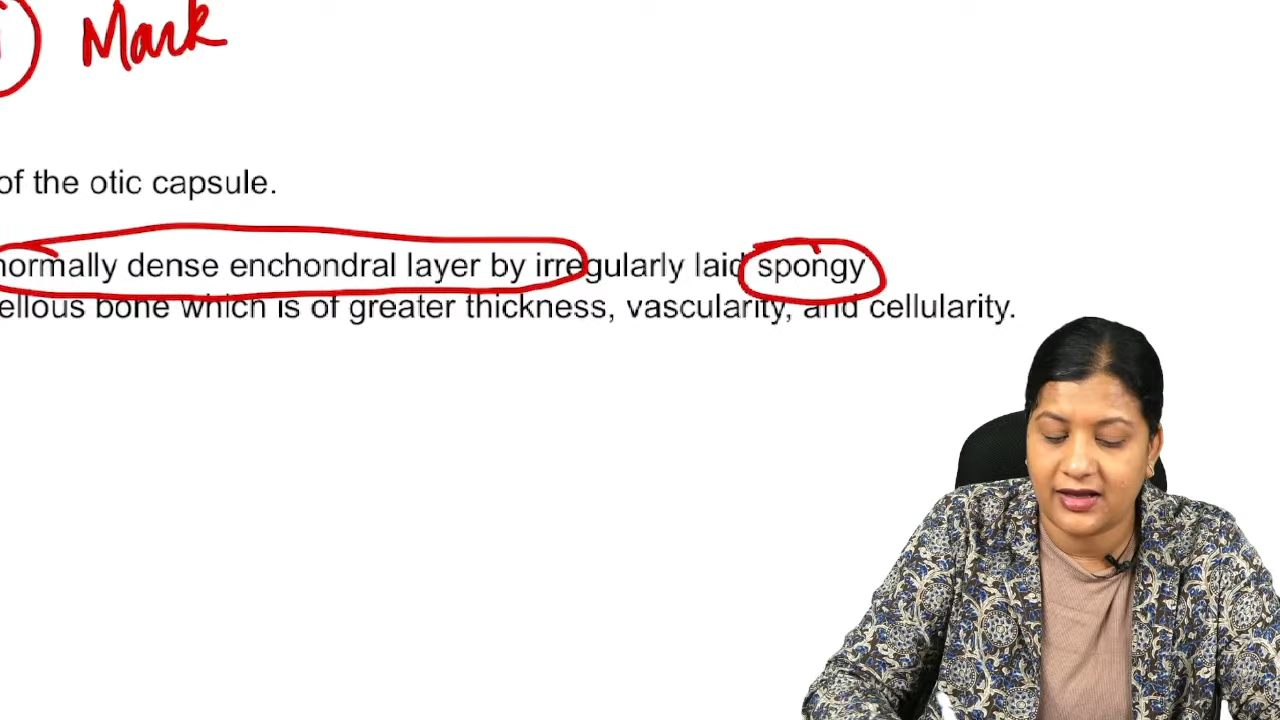 Mark
of the otic capsule.
normally dense enchondral layer by irregularly laid spongy
ellous bone which is of greater thickness, vascularity, and cellularity.